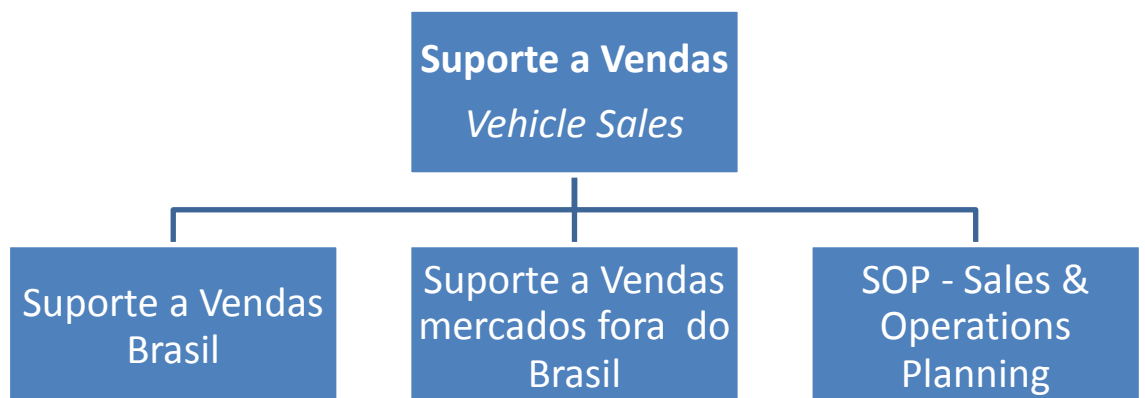 Suporte a Vendas
Vehicle Sales
Suporte a Vendas
Brasil
Suporte a Vendas
mercados fora do
Brasil
SOP - Sales &
Operations
Planning